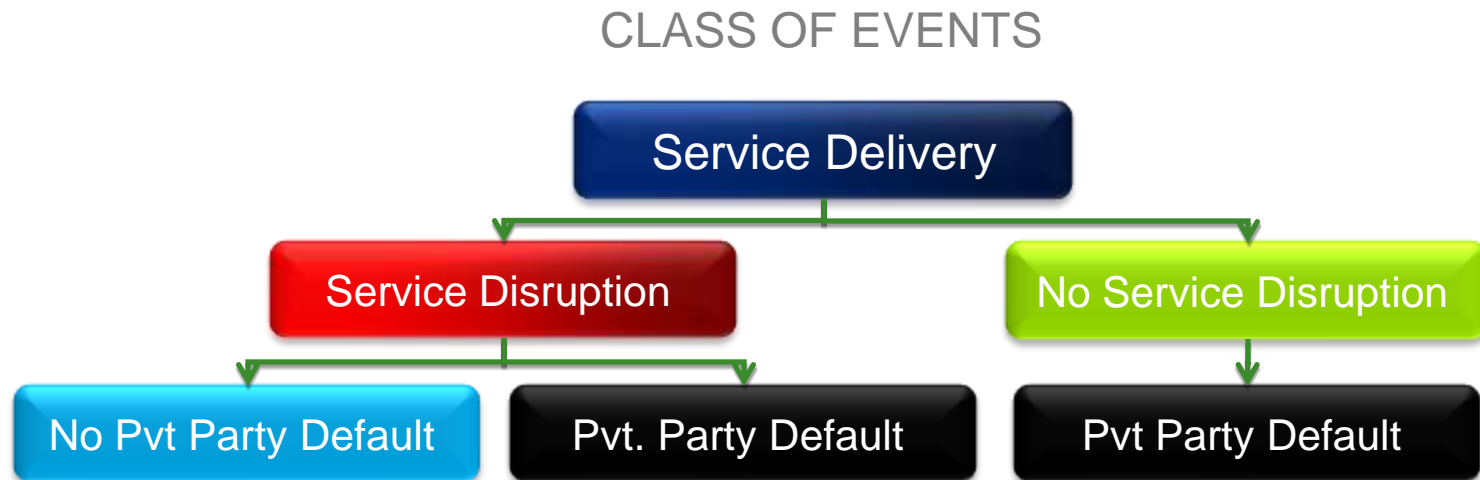 CLASS OF EVENTS
Service Delivery
Service Disruption
No Service Disruption
No Pvt Party Default
Pvt. Party Default
Pvt Party Default